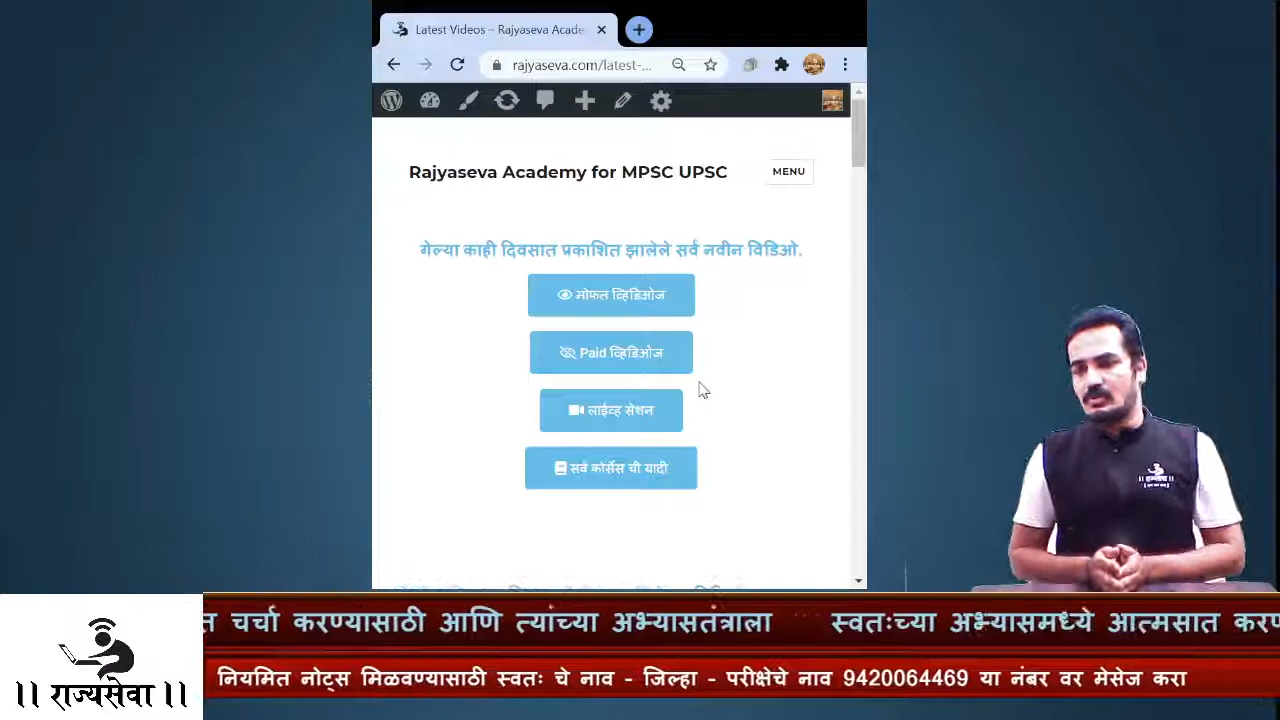 Latest Videos – Rajyaseva Acade
rajyaseva.com/latest-...
Rajyaseva Academy for MPSC UPSC
MENU
गेल्या काही दिवसात प्रकाशित झालेले सर्व नवीन विडिओ.
मोफत व्हिडिओज
Paid व्हिडिओज
लाईव्ह सेशन
सर्व कोर्सेस ची यादी
राज्यसेवा
त चर्चा करण्यासाठी आणि त्यांच्या अभ्यासतंत्राला स्वतःच्या अभ्यासमध्ये आत्मसात करण
नियमित नोट्स मिळवण्यासाठी स्वतः चे नाव - जिल्हा - परीक्षेचे नाव 9420064469 या नंबर वर मेसेज करा
।। राज्यसेवा ।।